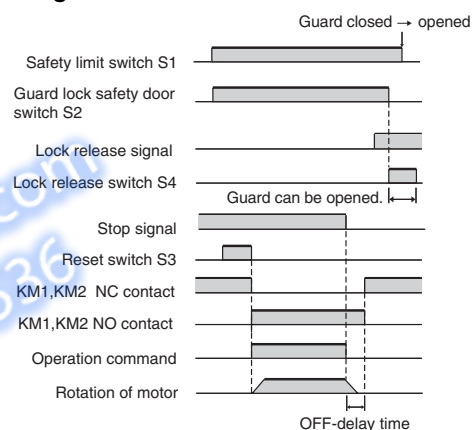 Guard closed → opened
Safety limit switch S1
Guard lock safety door
switch S2
Lock release signal
Lock release switch S4
Guard can be opened.
Stop signal
Reset switch S3
KM1,KM2 NC contact
KM1,KM2 NO contact
Operation command
Rotation of motor
OFF-delay time
com
636